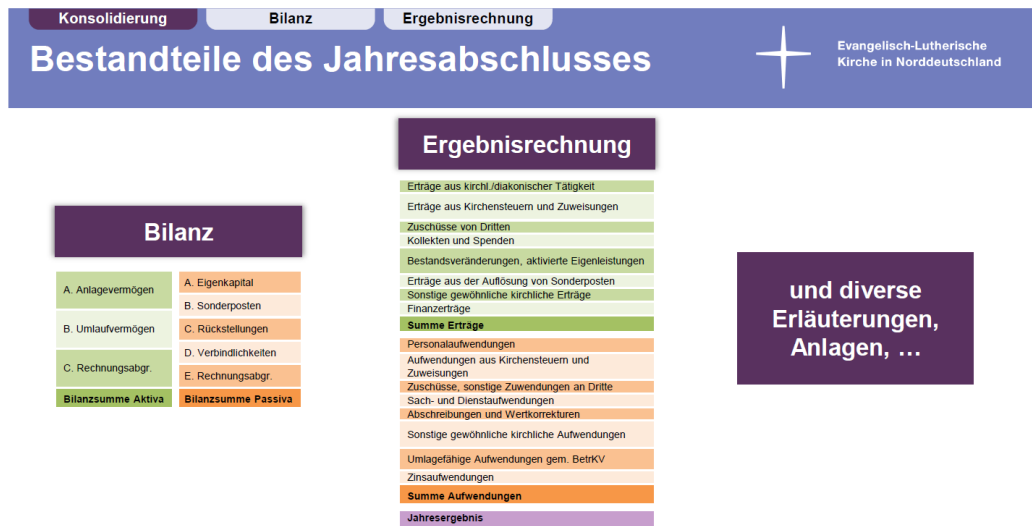 Konsolidierung
Bilanz
Ergebnisrechnung
Bestandteile des Jahresabschlusses
Evangelisch-Lutherische
Kirche in Norddeutschland
Bilanz
A. Anlagevermögen
B. Umlaufvermögen
C. Rechnungsabgr.
Bilanzsumme Aktiva
A. Eigenkapital
B. Sonderposten
C. Rückstellungen
D. Verbindlichkeiten
E. Rechnungsabgr.
Bilanzsumme Passiva
Ergebnisrechnung
Erträge aus kirchl./diakonischer Tätigkeit
Erträge aus Kirchensteuern und Zuweisungen
Zuschüsse von Dritten
Kollekten und Spenden
Bestandsveränderungen, aktivierte Eigenleistungen
Erträge aus der Auflösung von Sonderposten
Sonstige gewöhnliche kirchliche Erträge
Finanzerträge
Summe Erträge
Personalaufwendungen
Aufwendungen aus Kirchensteuern und
Zuweisungen
Zuschüsse, sonstige Zuwendungen an Dritte
Sach- und Dienstaufwendungen
Abschreibungen und Wertkorrekturen
Sonstige gewöhnliche kirchliche Aufwendungen
Umlagefähige Aufwendungen gem. BetrKV
Zinsaufwendungen
Summe Aufwendungen
Jahresergebnis
und diverse
Erläuterungen,
Anlagen, …